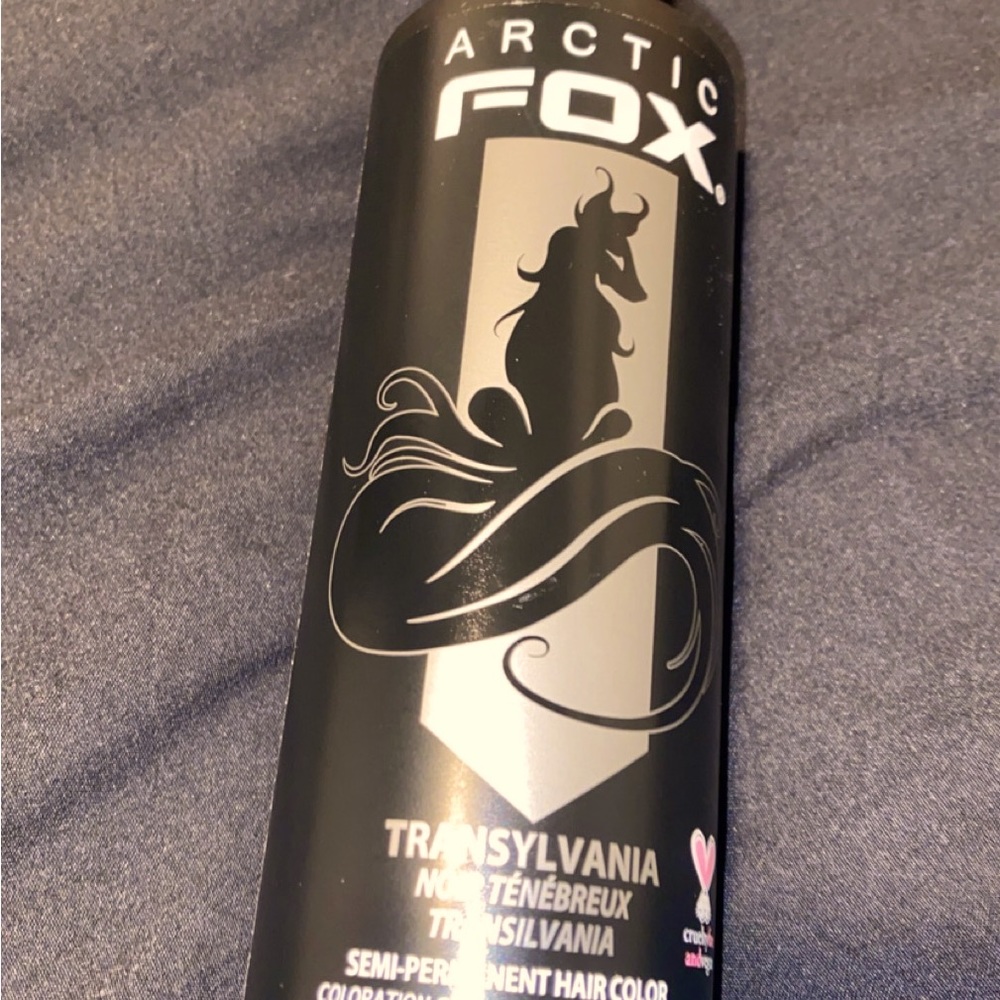 ARCTIC
FOX®
TRANSYLVANIA
NOIR TÉNÉBREUX
TRANSILVANIA
SEMI-PERMANENT HAIR COLOR
COLORATION